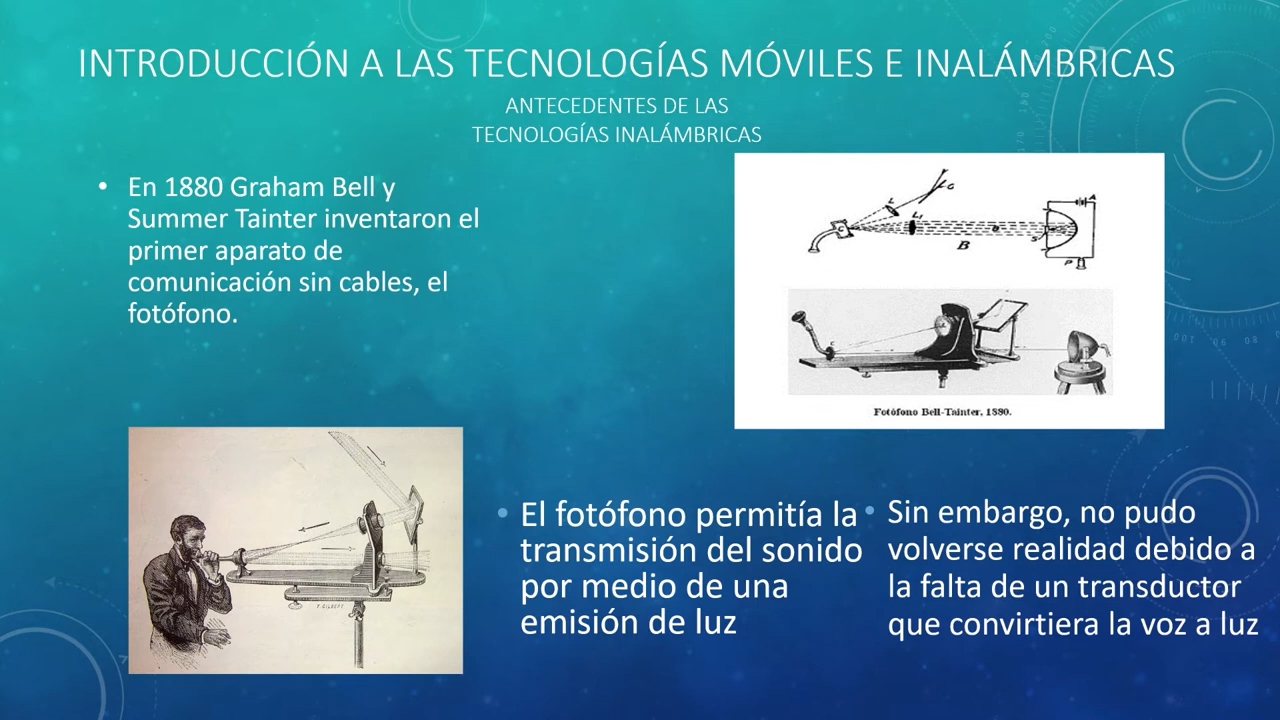 INTRODUCCIÓN A LAS TECNOLOGÍAS MÓVILES E INALÁMBRICAS
ANTECEDENTES DE LAS
TECNOLOGÍAS INALÁMBRICAS
• En 1880 Graham Bell y
Summer Tainter inventaron el
primer aparato de
comunicación sin cables, el
fotófono.
G
L
A
L₁
C
B
S
P
Fotófono Bell-Tainter, 1880.
• El fotófono permitía la
transmisión del sonido
por medio de una
emisión de luz
• Sin embargo, no pudo
volverse realidad debido a
la falta de un transductor
que convirtiera la voz a luz